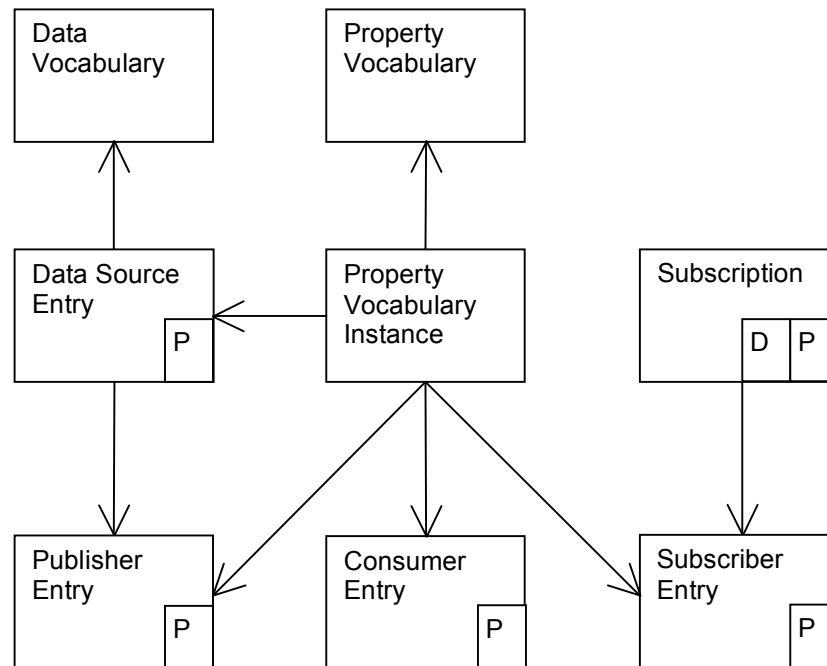 Data
Vocabulary
Property
Vocabulary
Data Source
Entry
P
Property
Vocabulary
Instance
Subscription
D
P
Publisher
Entry
P
Consumer
Entry
P
Subscriber
Entry
P